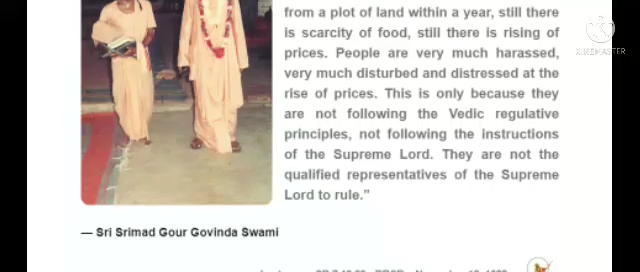 from a plot of land within a year, still there
is scarcity of food, still there is rising of
prices. People are very much harassed,
very much disturbed and distressed at the
rise of prices. This is only because they
are not following the Vedic regulative
principles, not following the instructions
of the Supreme Lord. They are not the
qualified representatives of the Supreme
Lord to rule.”
— Sri Srimad Gour Govinda Swami
KINEMASTER